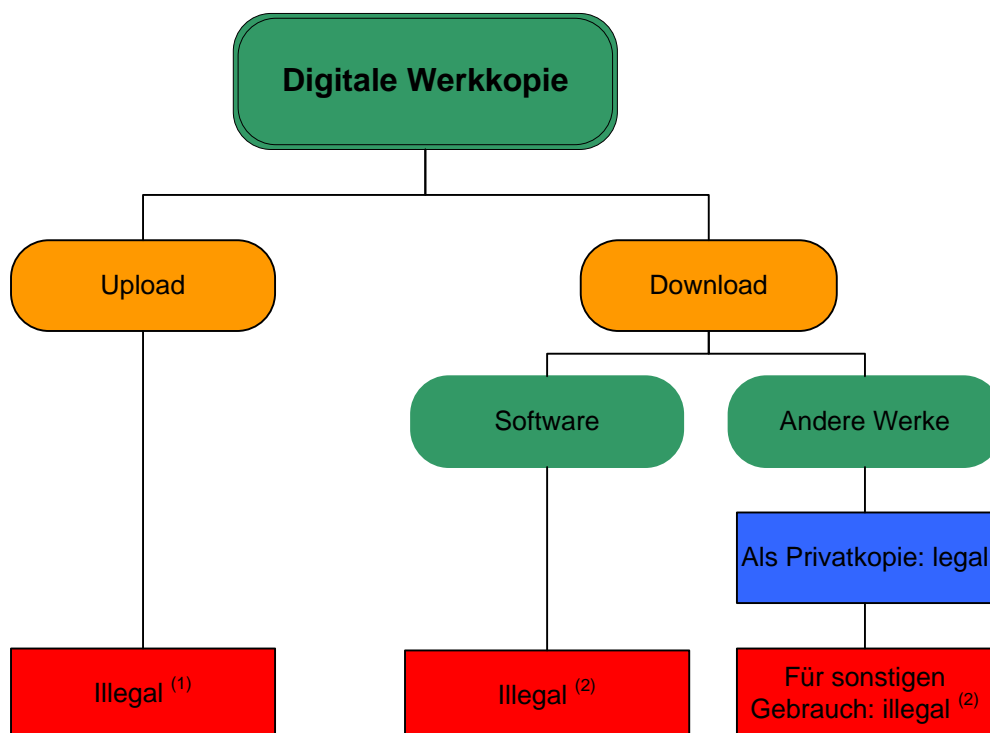 Digitale Werkkopie
Upload
Download
Software
Andere Werke
Als Privatkopie: legal
Illegal (1)
Illegal (2)
Für sonstigen
Gebrauch: illegal (2)